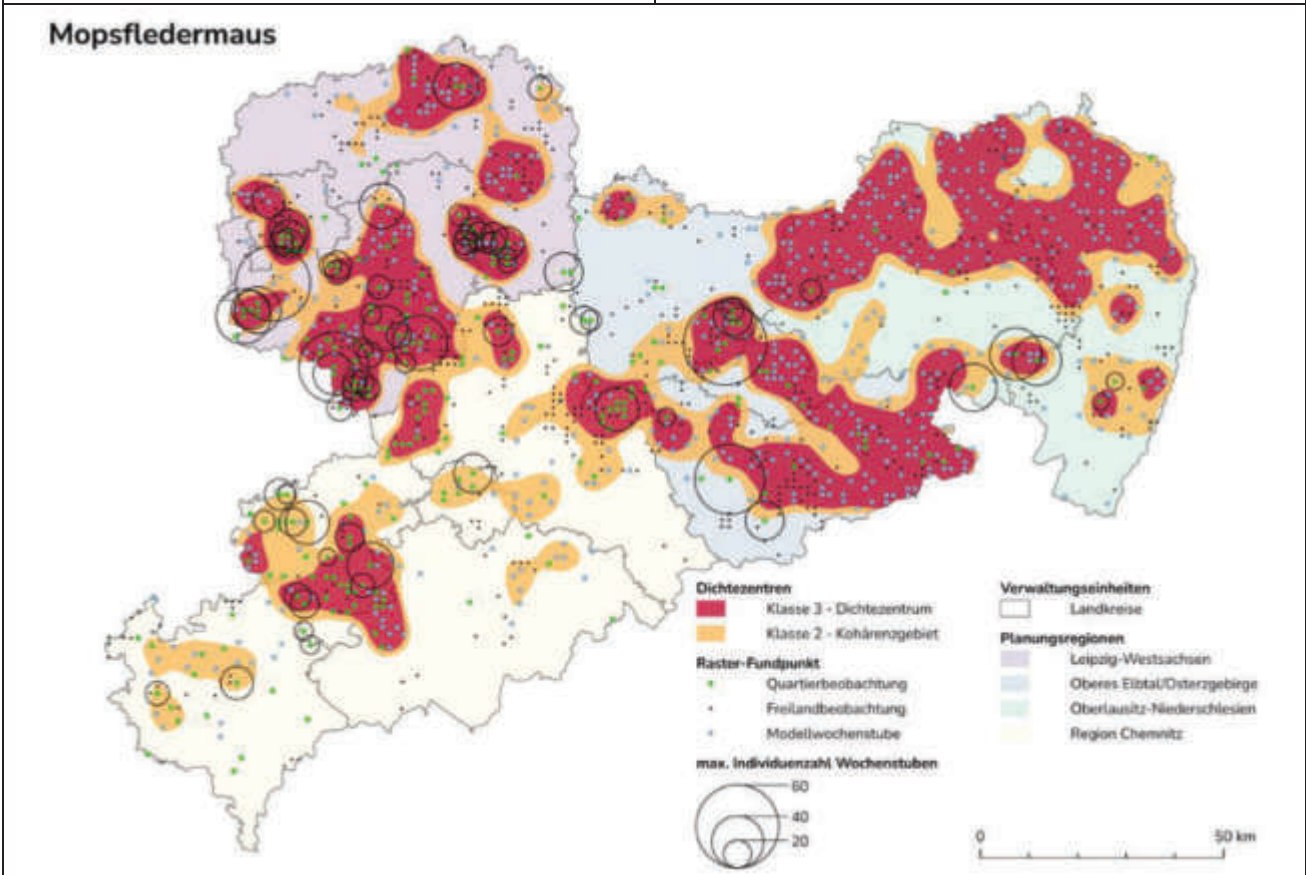 Mopsfledermaus
Dichtezentren
Klasse 3 - Dichtezentrum
Klasse 2 - Kohärenzgebiet
Raster-Fundpunkt
Quartierbeobachtung
Freilandbeobachtung
Modellwochenstube
max. Individuenzahl Wochenstuben
60
40
20
Verwaltungseinheiten
Landkreise
Planungsregionen
Leipzig-Westsachsen
Oberes Elbtal/Osterzgebirge
Oberlausitz-Niederschlesien
Region Chemnitz
0 50 km